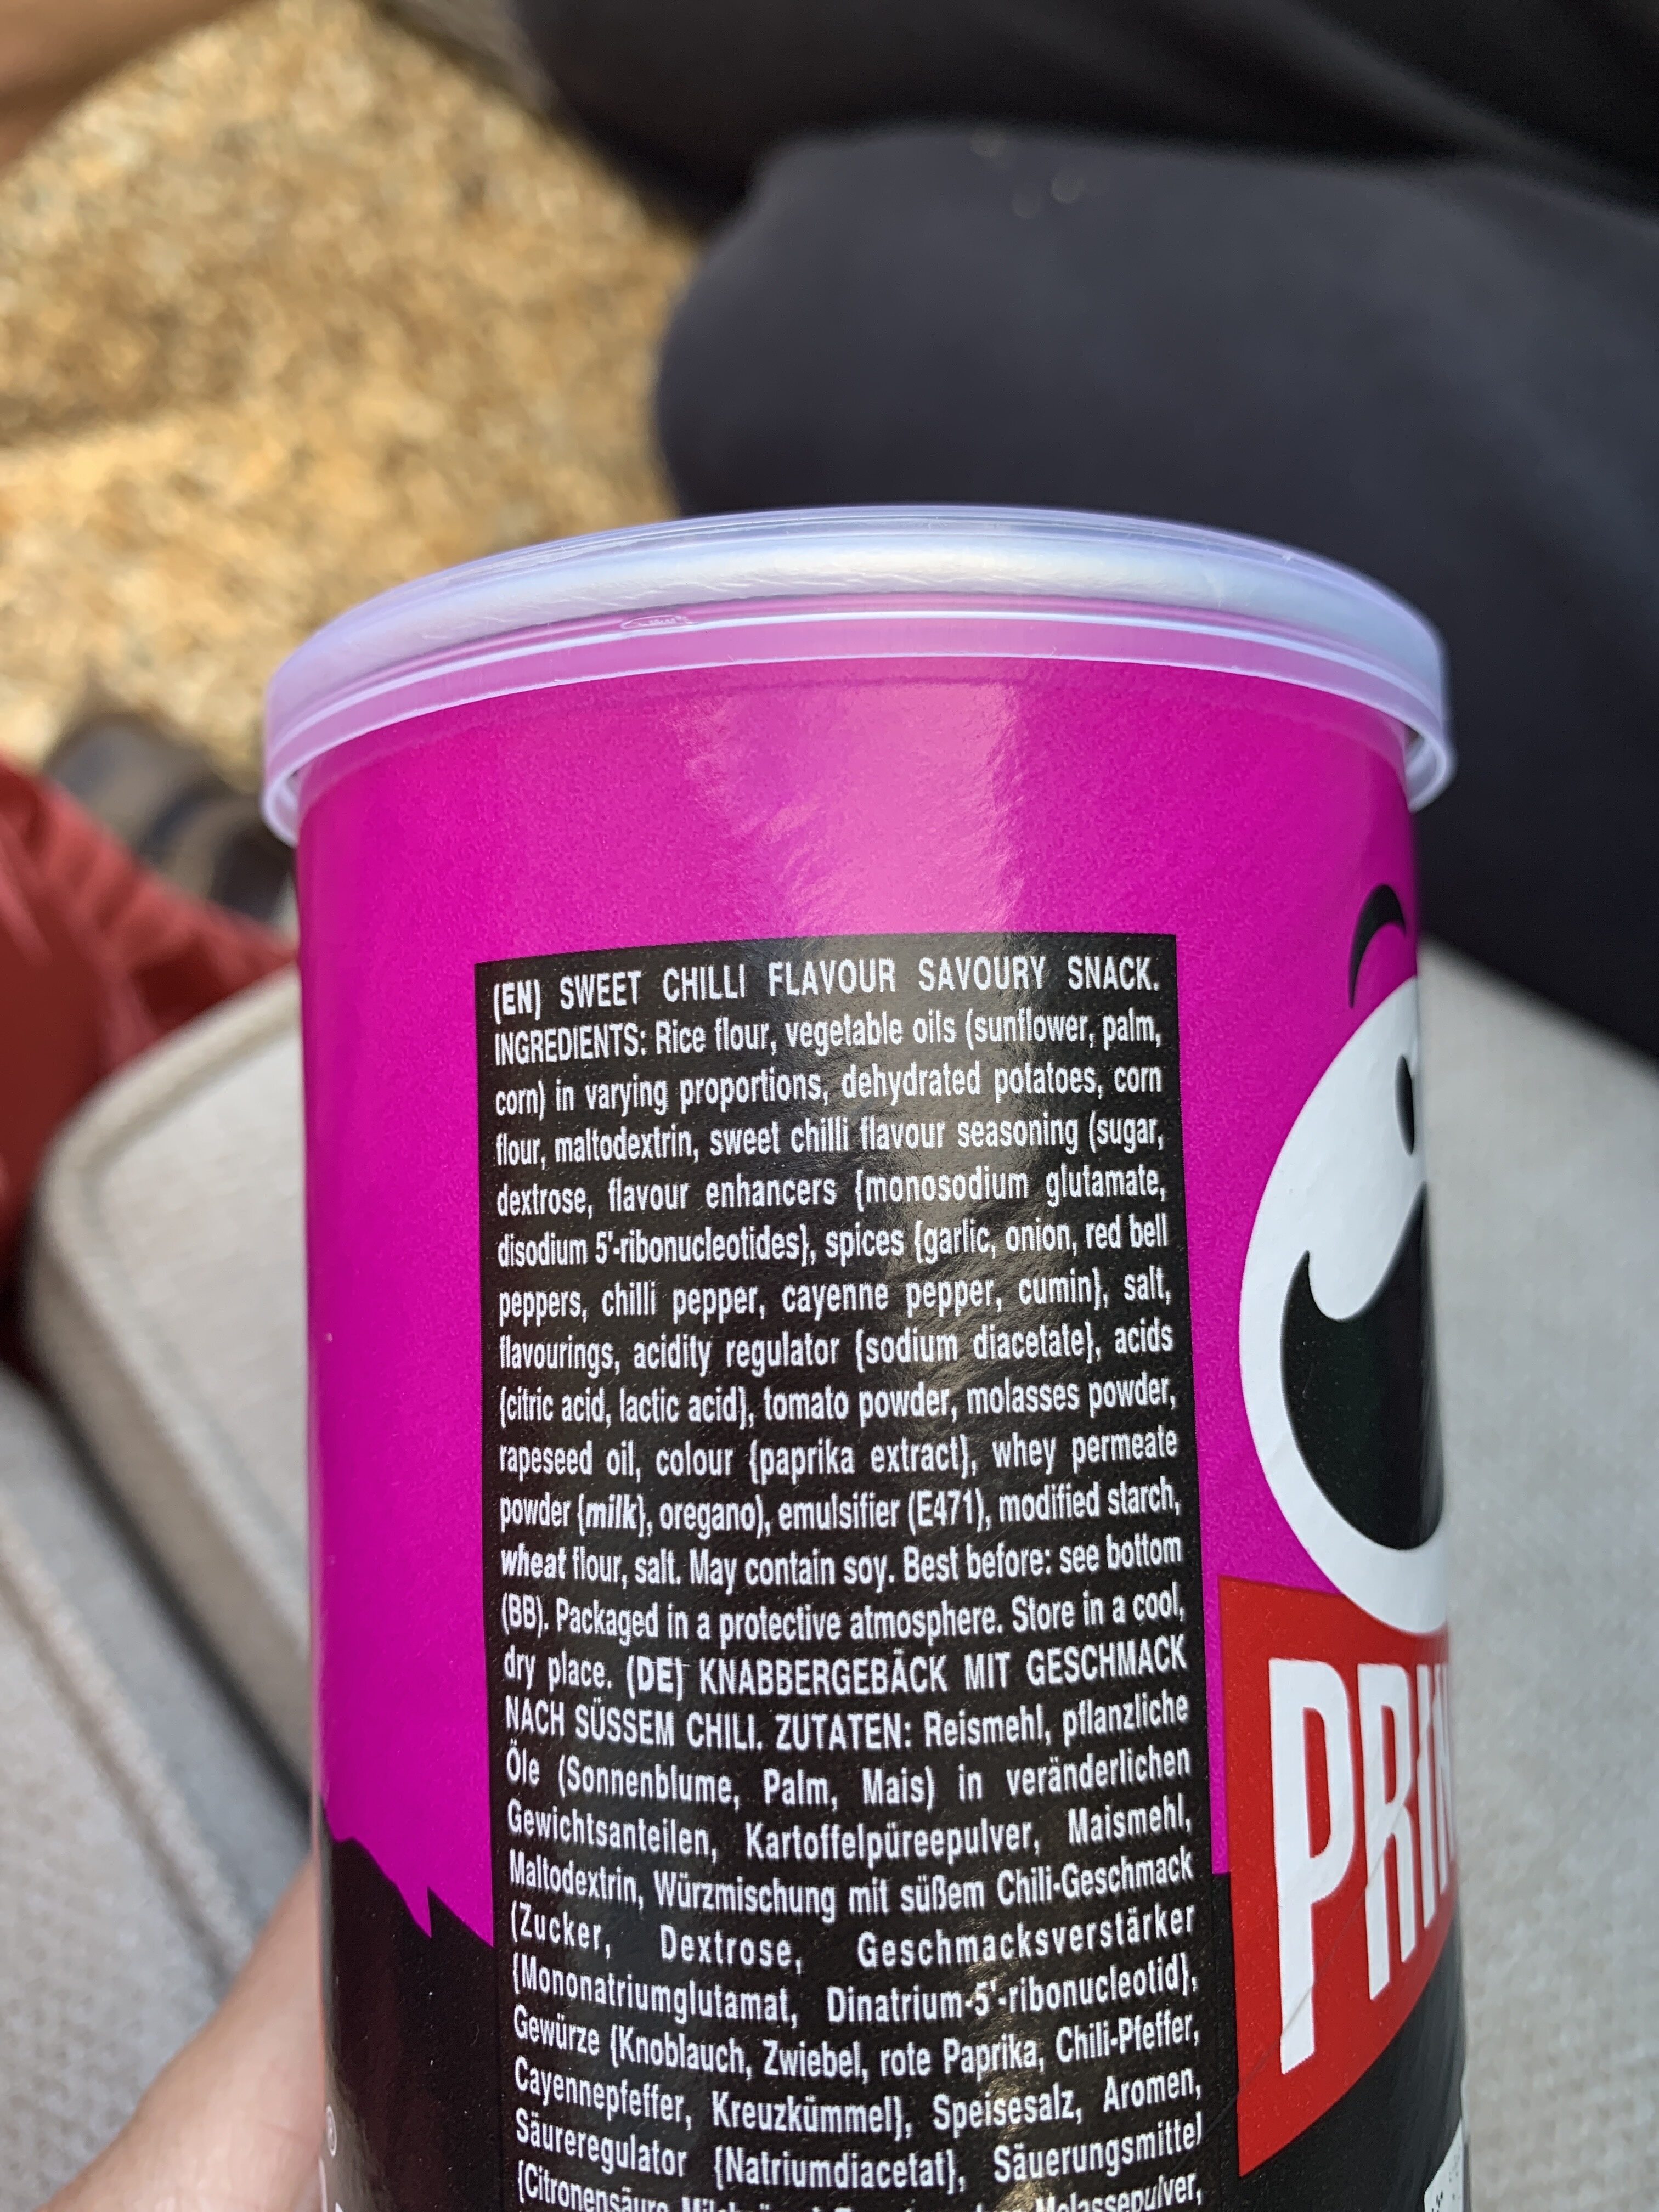 (EN) SWEET CHILLI FLAVOUR SAVOURY SNACK.
INGREDIENTS: Rice flour, vegetable oils (sunflower, palm,
corn) in varying proportions, dehydrated potatoes, corn
flour, maltodextrin, sweet chilli flavour seasoning (sugar,
dextrose, flavour enhancers {monosodium glutamate,
disodium 5'-ribonucleotides}, spices {garlic, onion, red bell
peppers, chilli pepper, cayenne pepper, cumin}, salt,
flavourings, acidity regulator {sodium diacetate}, acids
{citric acid, lactic acid}, tomato powder, molasses powder,
rapeseed oil, colour {paprika extract}, whey permeate
powder {milk}, oregano), emulsifier (E471), modified starch,
wheat flour, salt. May contain soy. Best before: see bottom
(BB). Packaged in a protective atmosphere. Store in a cool,
dry place. (DE) KNABBERGEBÄCK MIT GESCHMACK
NACH SÜSSEM CHILI. ZUTATEN: Reismehl, pflanzliche
Öle (Sonnenblume, Palm, Mais) in veränderlichen
Gewichtsanteilen, Kartoffelpüreepulver, Maismehl,
Maltodextrin, Würzmischung mit süßem Chili-Geschmack
(Zucker, Dextrose, Geschmacksverstärker
{Mononatriumglutamat, Dinatrium-5'-ribonucleotid},
Gewürze {Knoblauch, Zwiebel, rote Paprika, Chili-Pfeffer,
Cayennepfeffer, Kreuzkümmel}, Speisesalz, Aromen,
Säureregulator {Natriumdiacetat}, Säuerungsmittel
{Citronensäure, Molassepulver,
PRIN
®